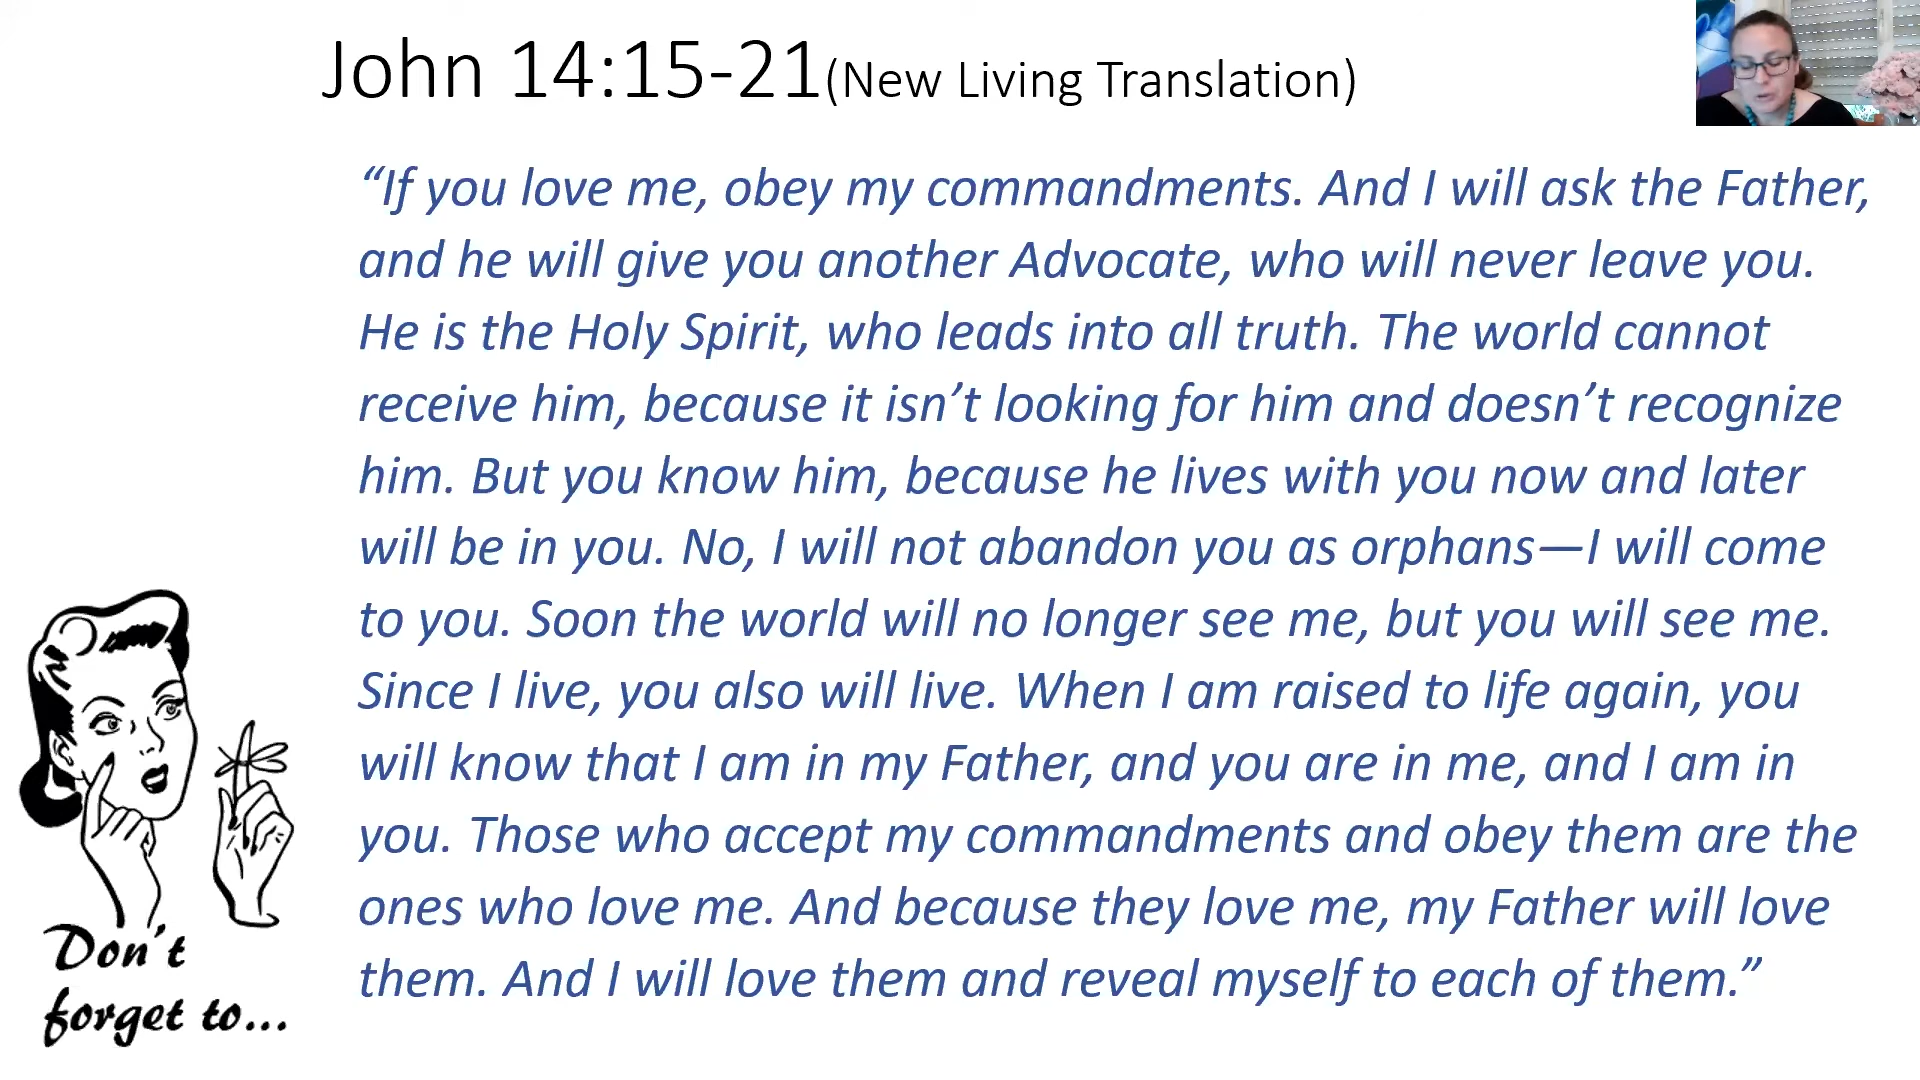 John 14:15-21(New Living Translation)
“If you love me, obey my commandments. And I will ask the Father,
and he will give you another Advocate, who will never leave you.
He is the Holy Spirit, who leads into all truth. The world cannot
receive him, because it isn’t looking for him and doesn’t recognize
him. But you know him, because he lives with you now and later
will be in you. No, I will not abandon you as orphans—I will come
to you. Soon the world will no longer see me, but you will see me.
Since I live, you also will live. When I am raised to life again, you
will know that I am in my Father, and you are in me, and I am in
you. Those who accept my commandments and obey them are the
ones who love me. And because they love me, my Father will love
them. And I will love them and reveal myself to each of them.”
Don’t
forget to...